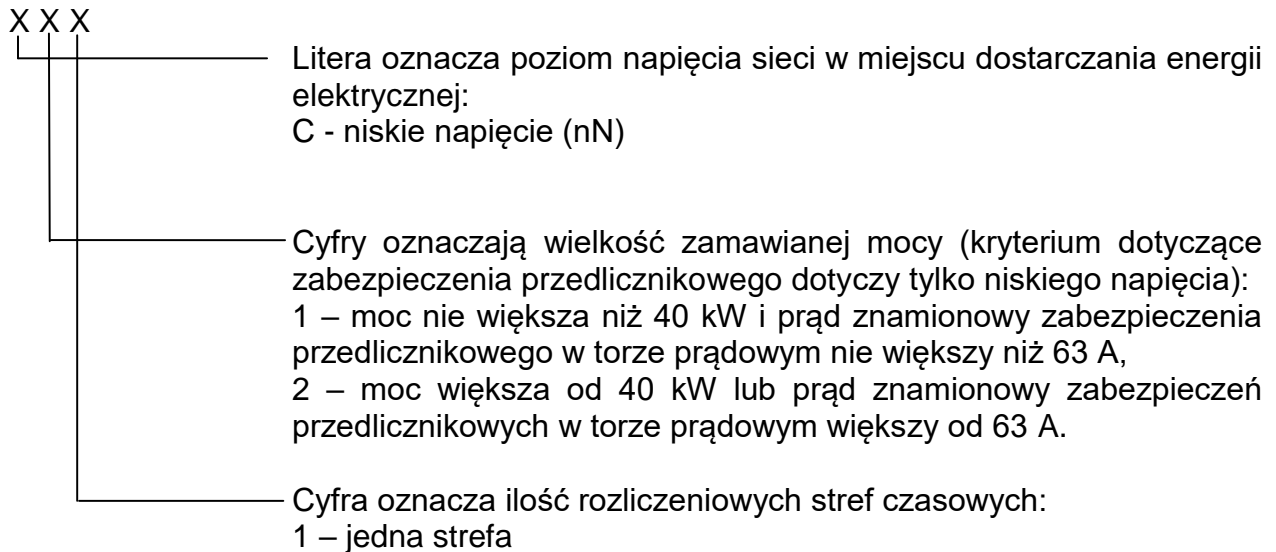 X X X
Litera oznacza poziom napięcia sieci w miejscu dostarczania energii
elektrycznej:
C - niskie napięcie (nN)
Cyfry oznaczają wielkość zamawianej mocy (kryterium dotyczące
zabezpieczenia przedlicznikowego dotyczy tylko niskiego napięcia):
1 – moc nie większa niż 40 kW i prąd znamionowy zabezpieczenia
przedlicznikowego w torze prądowym nie większy niż 63 A,
2 – moc większa od 40 kW lub prąd znamionowy zabezpieczeń
przedlicznikowych w torze prądowym większy od 63 A.
Cyfra oznacza ilość rozliczeniowych stref czasowych:
1 – jedna strefa